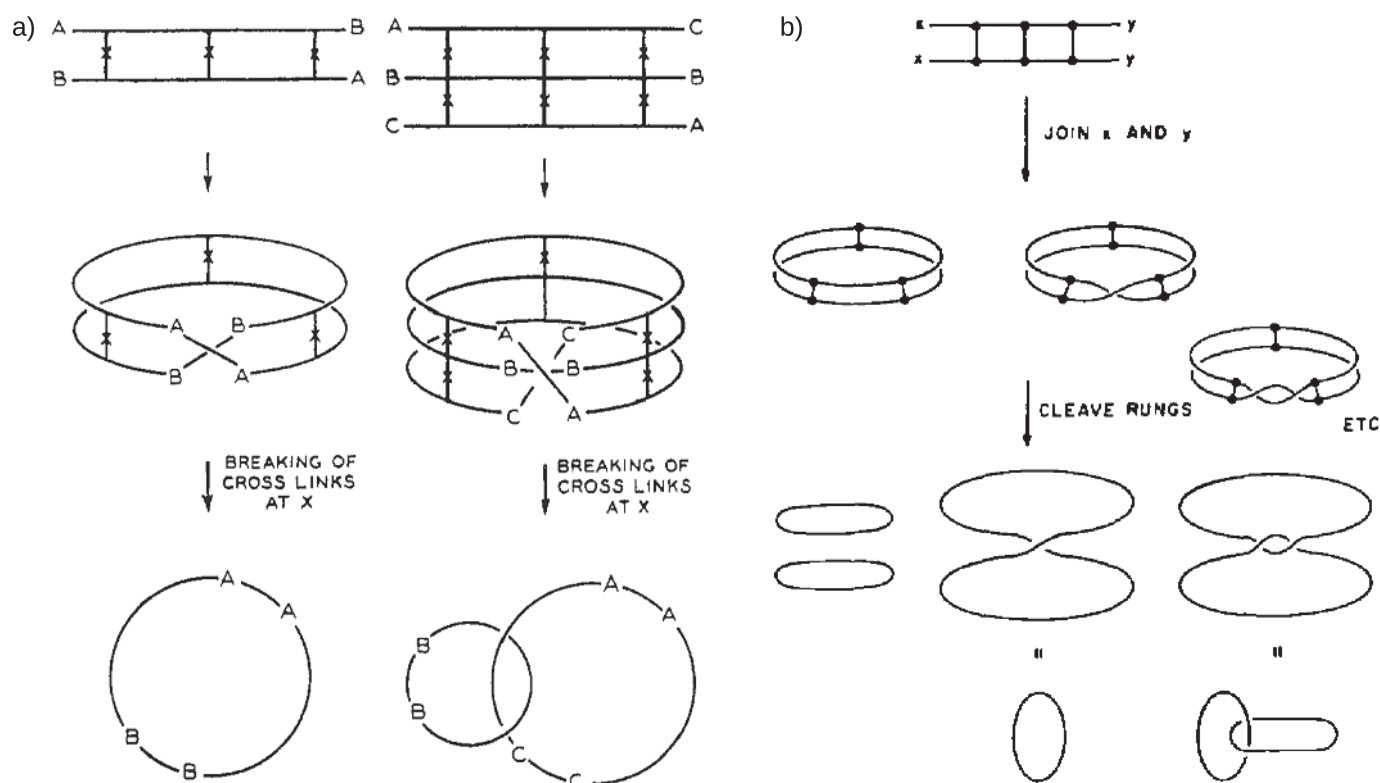 a)
A B
B A
A C
B B
C A
A B
B A
A C
B B
C A
BREAKING OF
CROSS LINKS
AT X
BREAKING OF
CROSS LINKS
AT X
A
A
B
B
A
A
B
B
C
C
b)
x y
x y
JOIN x AND y
CLEAVE RUNGS
ETC
"
"